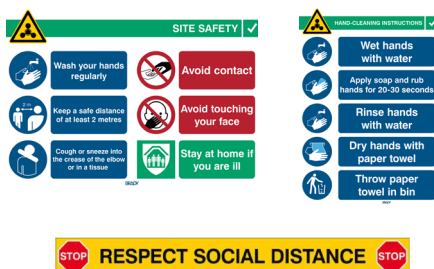 SITE SAFETY
Wash your hands
regularly
Avoid contact
2 m
Keep a safe distance
of at least 2 metres
Avoid touching
your face
Cough or sneeze into
the crease of the elbow
or in a tissue
Stay at home if
you are ill
BRADY
HAND-CLEANING INSTRUCTIONS
Wet hands
with water
Apply soap and rub
hands for 20-30 seconds
Rinse hands
with water
Dry hands with
paper towel
Throw paper
towel in bin
BRADY
STOP RESPECT SOCIAL DISTANCE STOP